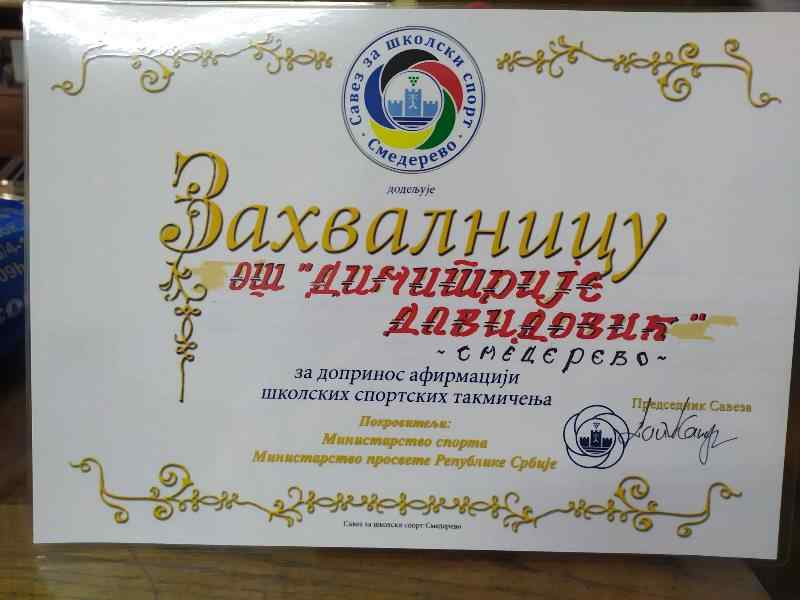 Савез за школски спорт
· Смедерево ·
додељује
Захвалницу
ОШ "ДИМИТРИЈЕ
ДАВИДОВИЋ"
- СМЕДЕРЕВО -
за допринос афирмацији
школских спортских такмичења
Председник Савеза
Покровитељи:
Министарство спорта
Министарство просвете Републике Србије
Савез за школски спорт Смедерево